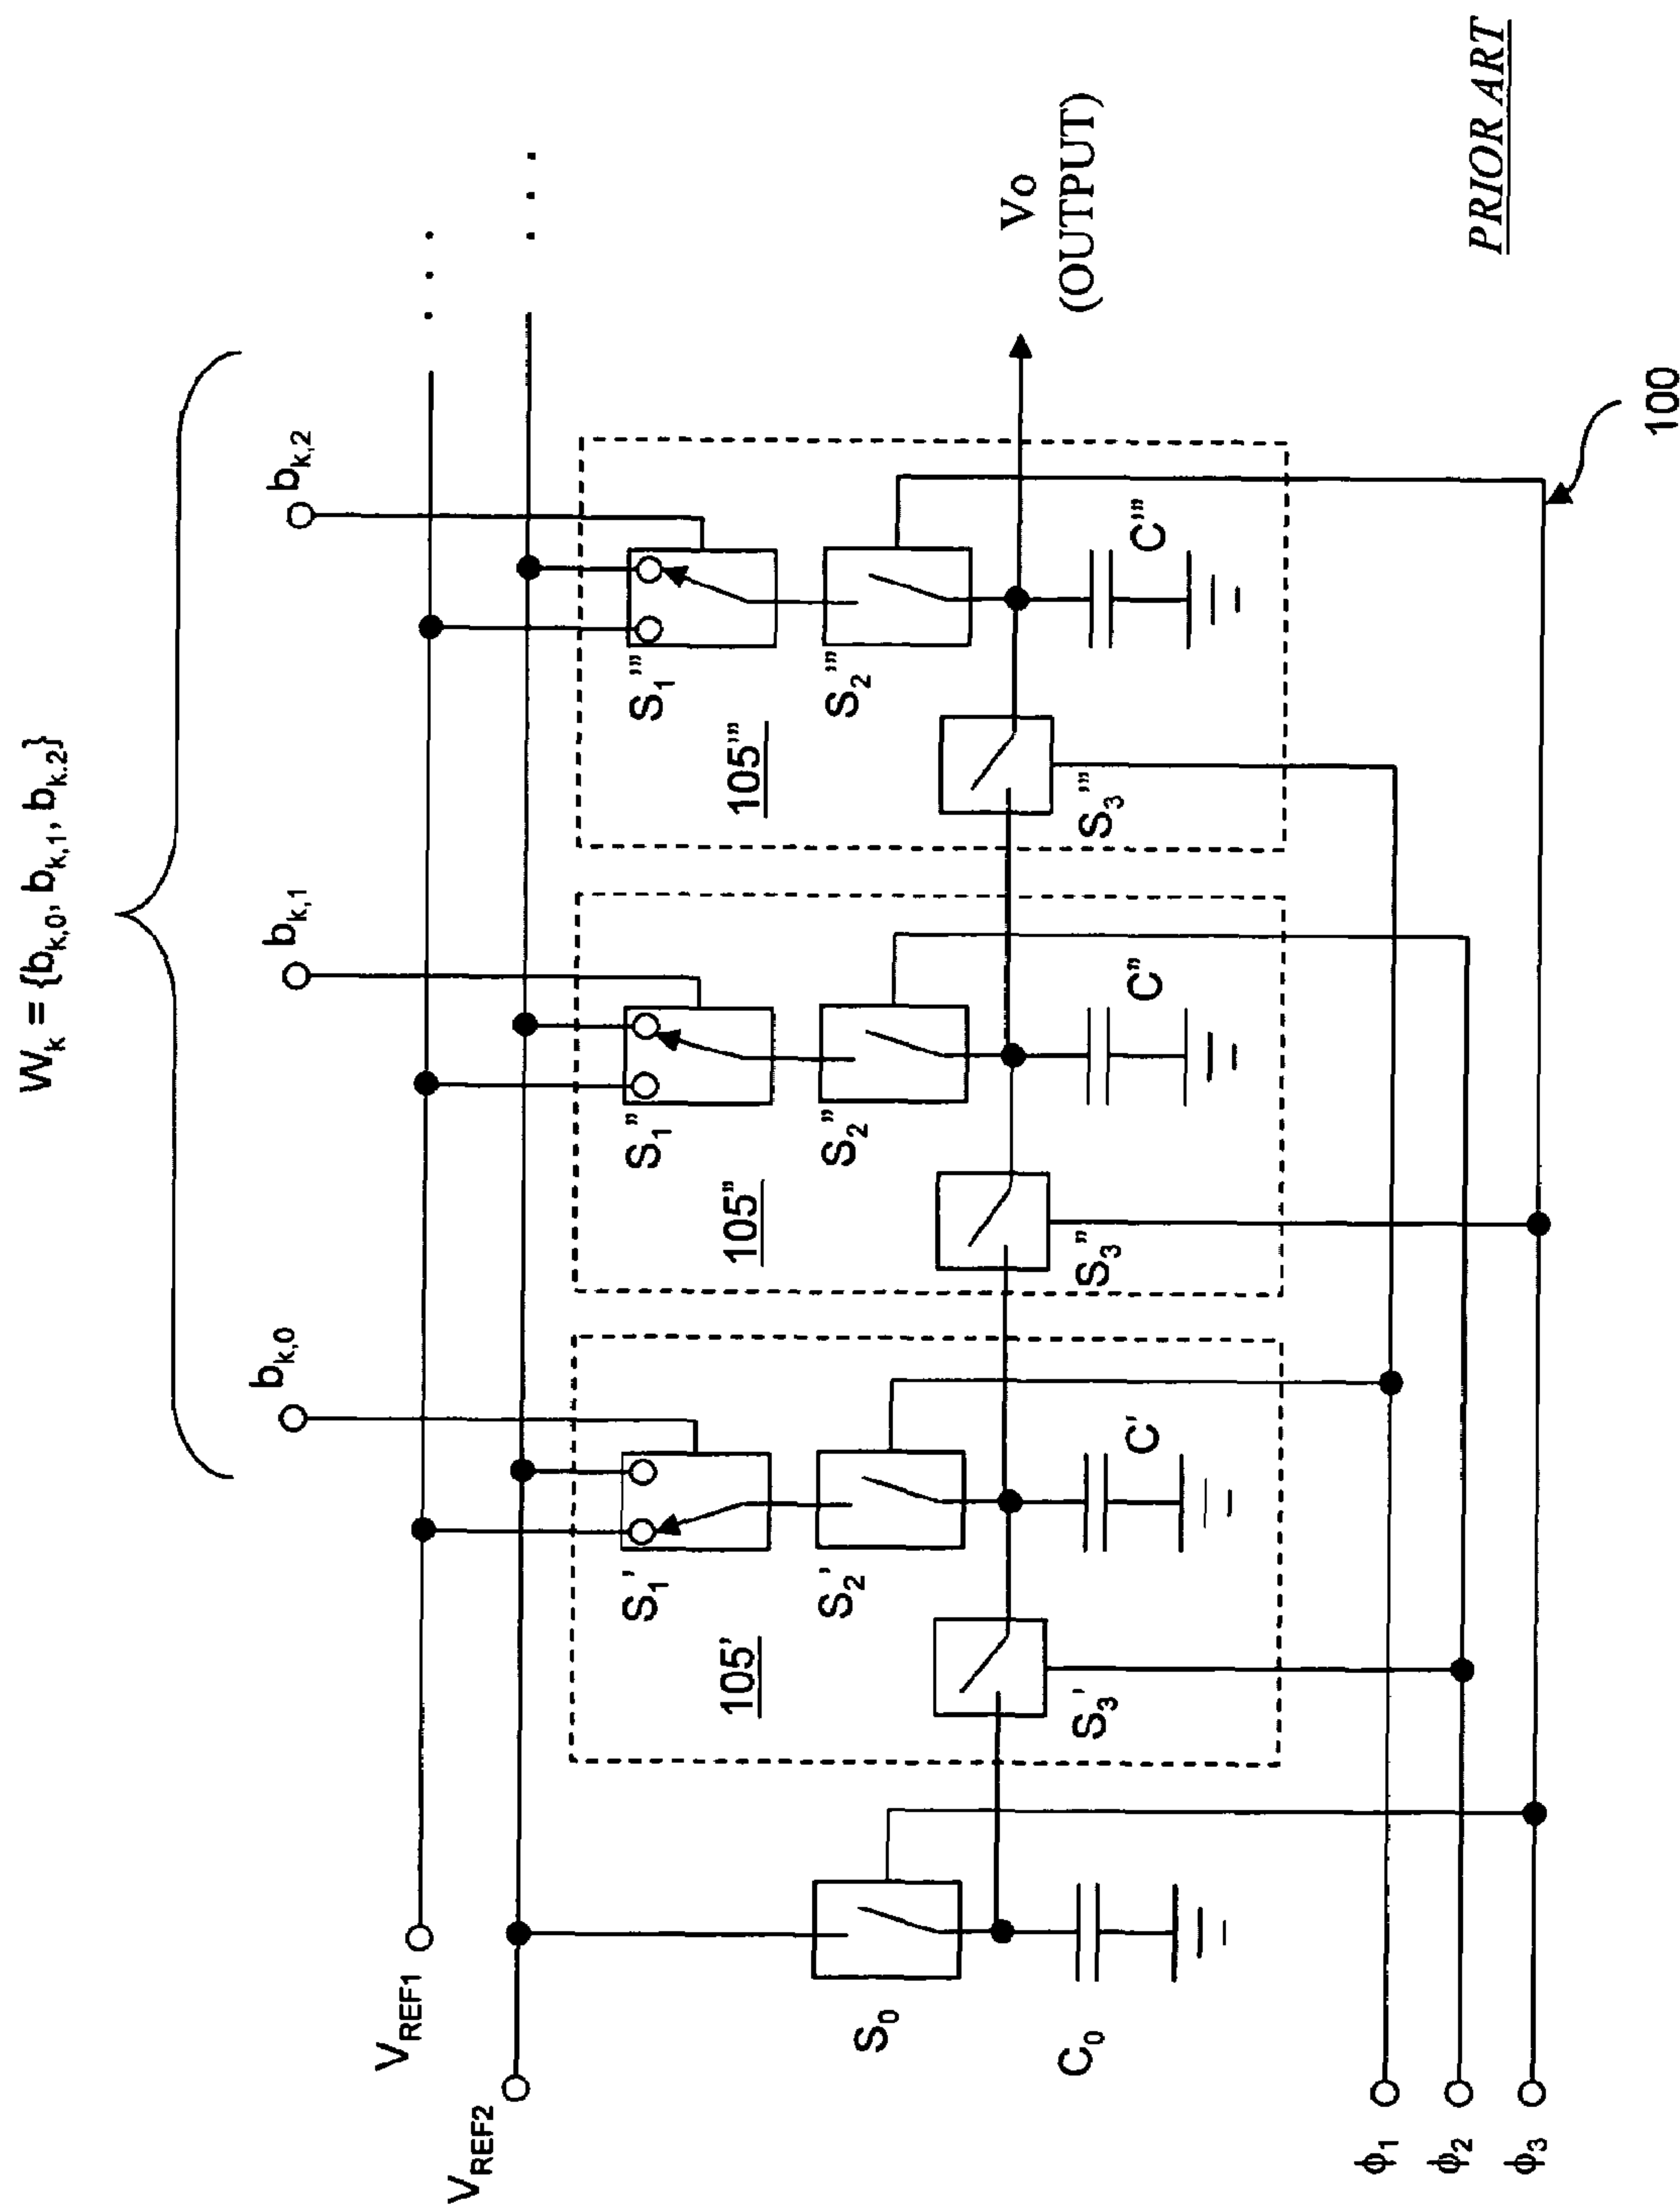 W_k = {b_k,0, b_k,1, b_k.2}
b_k,0
b_k,1
b_k,2
V_REF1
V_REF2
S_1'
S_1"
S_1'''
105'
105"
105'''
S_0
S_2'
S_2"
S_2'''
Vo
(OUTPUT)
C_0
S_3'
C'
S_3"
C"
S_3'''
C'''
ϕ_1
ϕ_2
ϕ_3
100
PRIOR ART